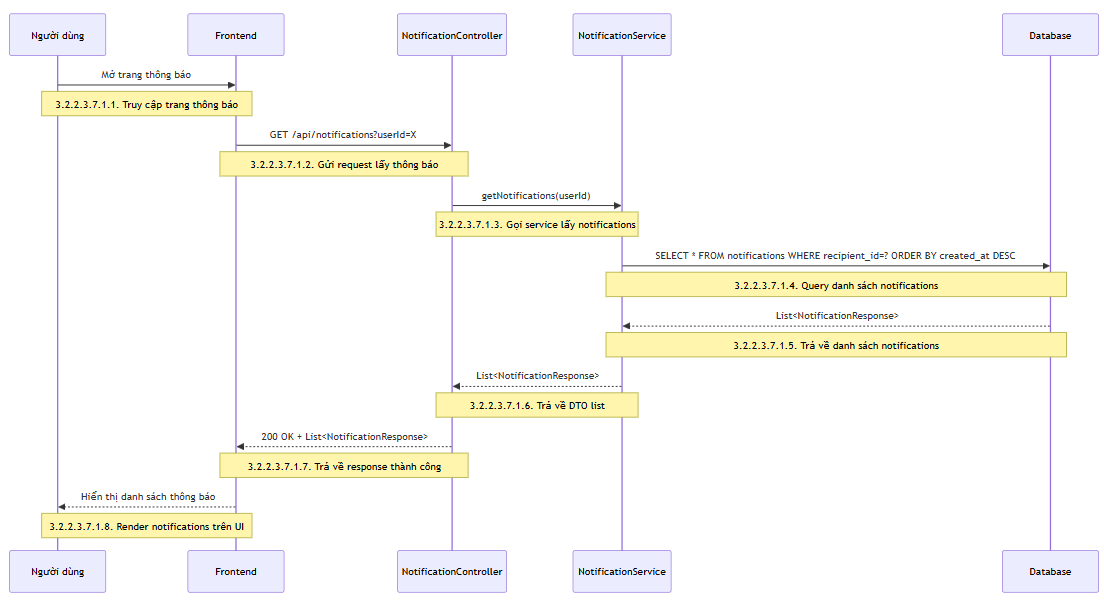 Người dùng
Frontend
NotificationController
NotificationService
Database
Mở trang thông báo
3.2.2.3.7.1.1. Truy cập trang thông báo
GET /api/notifications?userId=X
3.2.2.3.7.1.2. Gửi request lấy thông báo
getNotifications(userId)
3.2.2.3.7.1.3. Gọi service lấy notifications
SELECT * FROM notifications WHERE recipient_id=? ORDER BY created_at DESC
3.2.2.3.7.1.4. Query danh sách notifications
List<NotificationResponse>
3.2.2.3.7.1.5. Trả về danh sách notifications
List<NotificationResponse>
3.2.2.3.7.1.6. Trả về DTO list
200 OK + List<NotificationResponse>
3.2.2.3.7.1.7. Trả về response thành công
Hiển thị danh sách thông báo
3.2.2.3.7.1.8. Render notifications trên UI
Người dùng
Frontend
NotificationController
NotificationService
Database